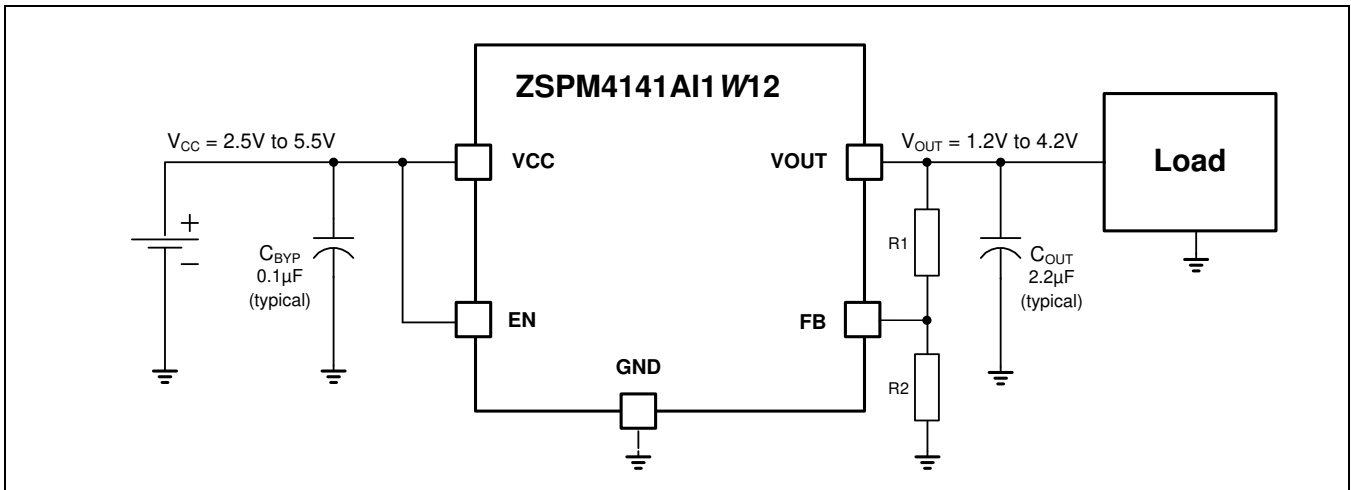 ZSPM4141AI1W12
VCC = 2.5V to 5.5V
VCC
VOUT
VOUT = 1.2V to 4.2V
Load
+
−
CBYP
0.1µF
(typical)
R1
COUT
2.2µF
(typical)
EN
FB
GND
R2